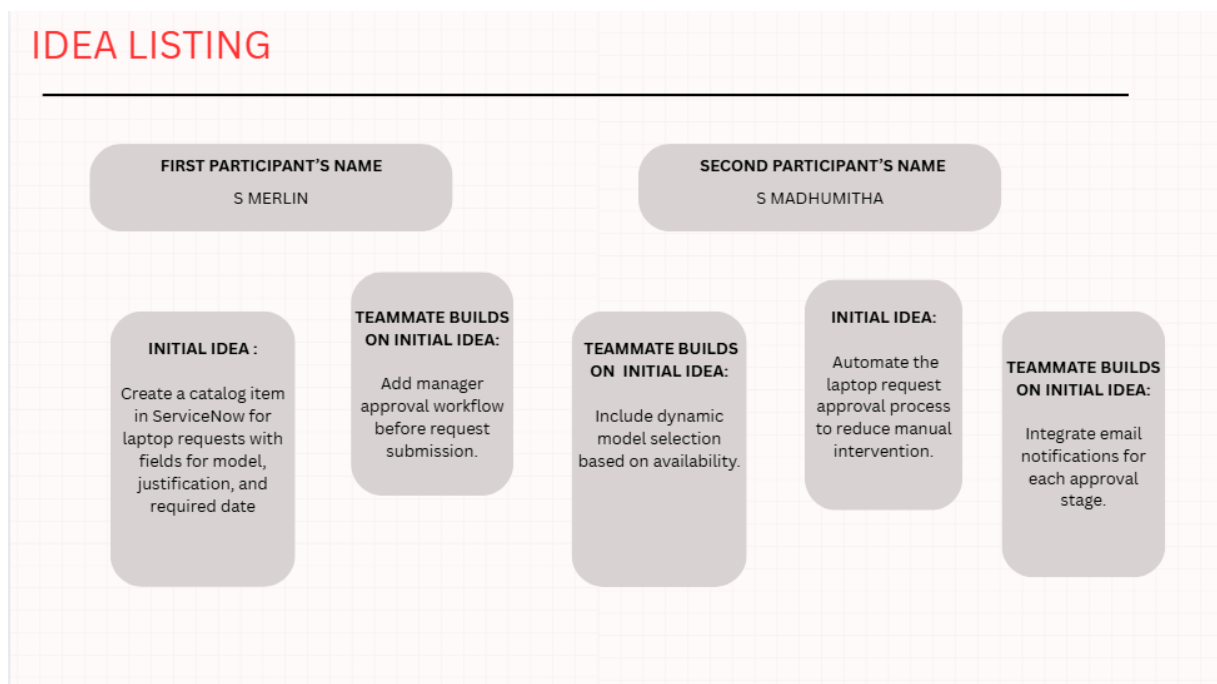 IDEA LISTING
FIRST PARTICIPANT’S NAME
S MERLIN
SECOND PARTICIPANT’S NAME
S MADHUMITHA
INITIAL IDEA :
Create a catalog item
in ServiceNow for
laptop requests with
fields for model,
justification, and
required date
TEAMMATE BUILDS
ON INITIAL IDEA:
Add manager
approval workflow
before request
submission.
TEAMMATE BUILDS
ON INITIAL IDEA:
Include dynamic
model selection
based on availability.
INITIAL IDEA:
Automate the
laptop request
approval process
to reduce manual
intervention.
TEAMMATE BUILDS
ON INITIAL IDEA:
Integrate email
notifications for
each approval
stage.